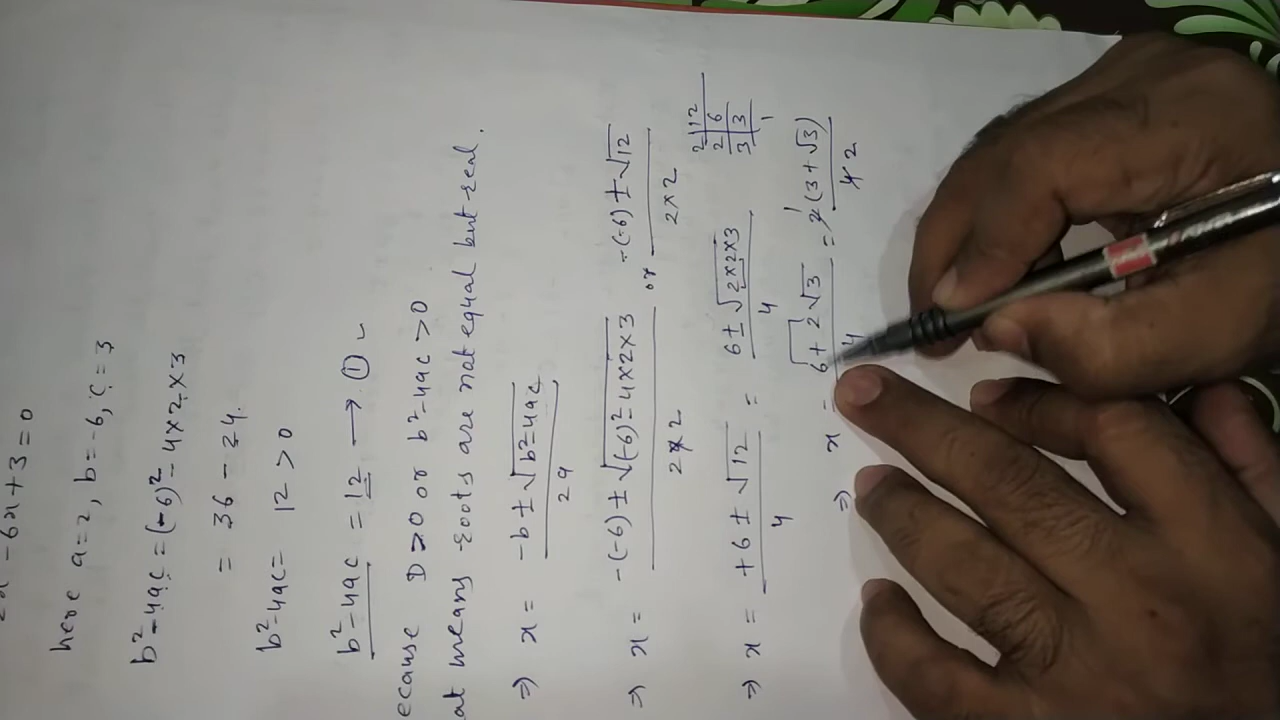 - 6x + 3 = 0
here a = 2, b = -6, c = 3
b² - 4ac = (-6)² - 4×2×3
= 36 - 24.
b² - 4ac = 12 > 0
b² - 4ac = 12 → ①
ecause D > 0 or b² - 4ac > 0
at means roots are not equal but real.
⇒ x = (-b ± √(b² - 4ac)) / 2a
⇒ x = (-(-6) ± √((-6)² - 4×2×3)) / (2×2) or (-(-6) ± √12) / (2×2)
⇒ x = (+6 ± √12) / 4 = (6 ± √(2×2×3)) / 4
2 | 12
2 | 6
3 | 3
1
⇒ x = (6 + 2√3) / 4 = 2(3 + √3) / 4 1 2